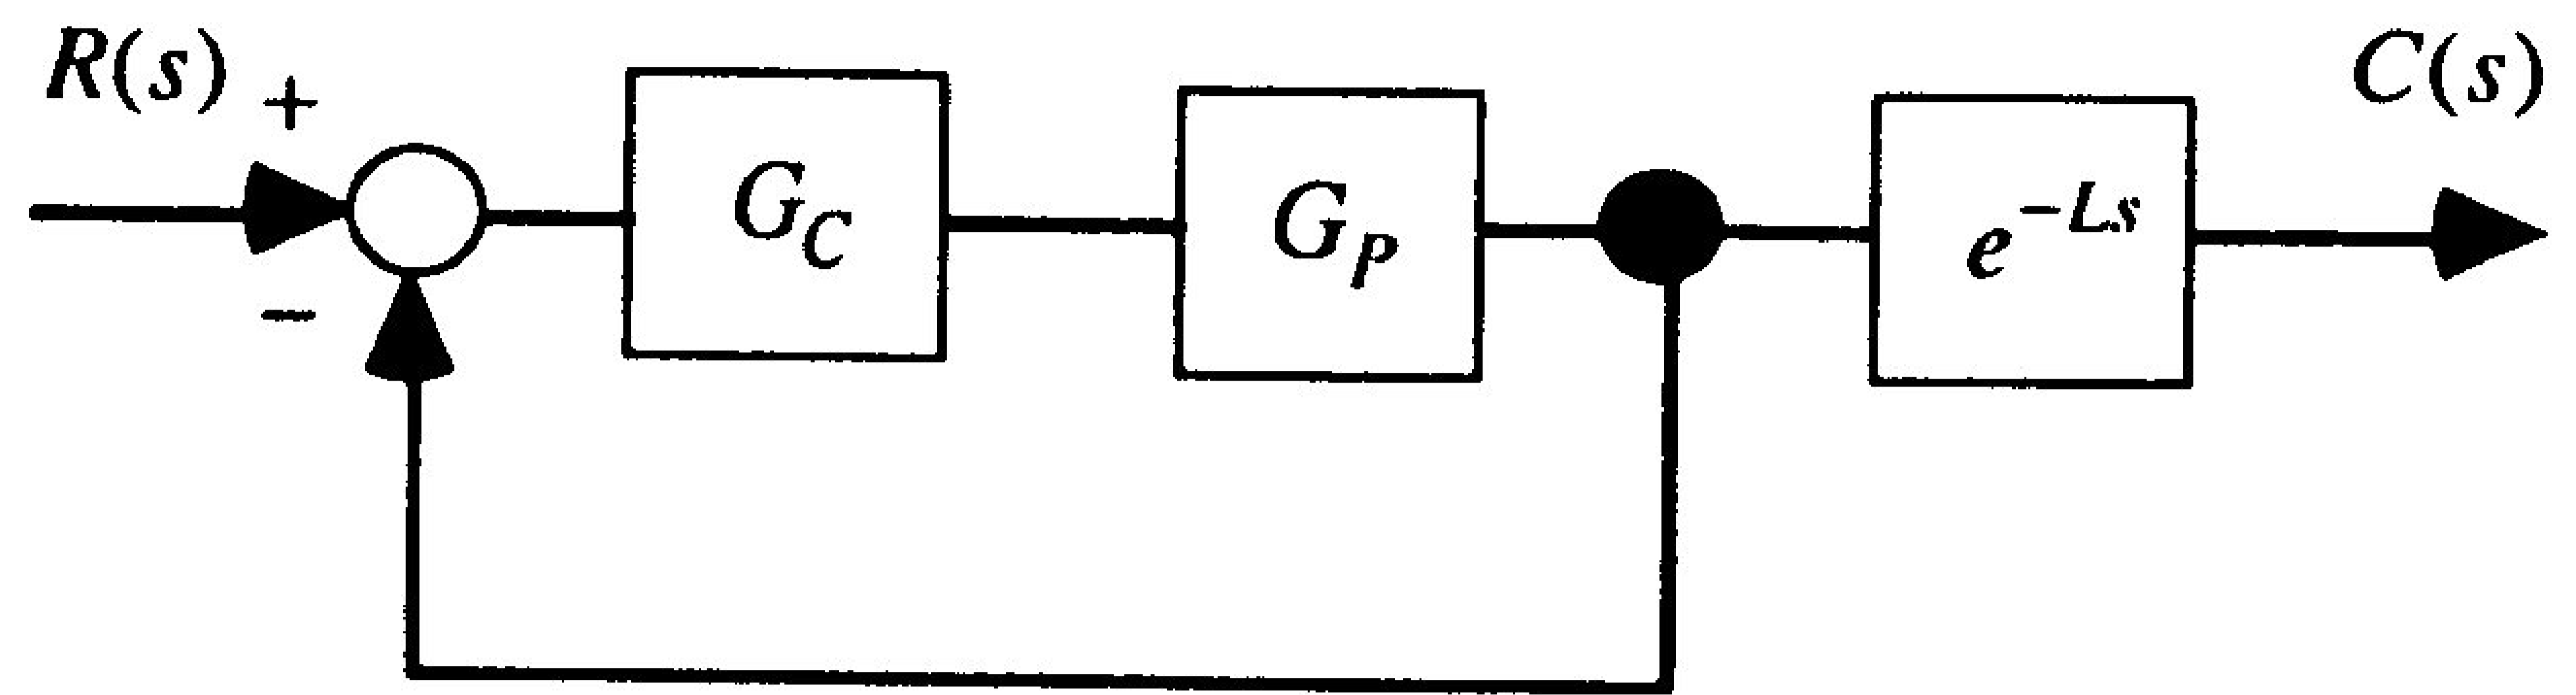 R(s)
+
−
G_C
G_P
e^{-Ls}
C(s)